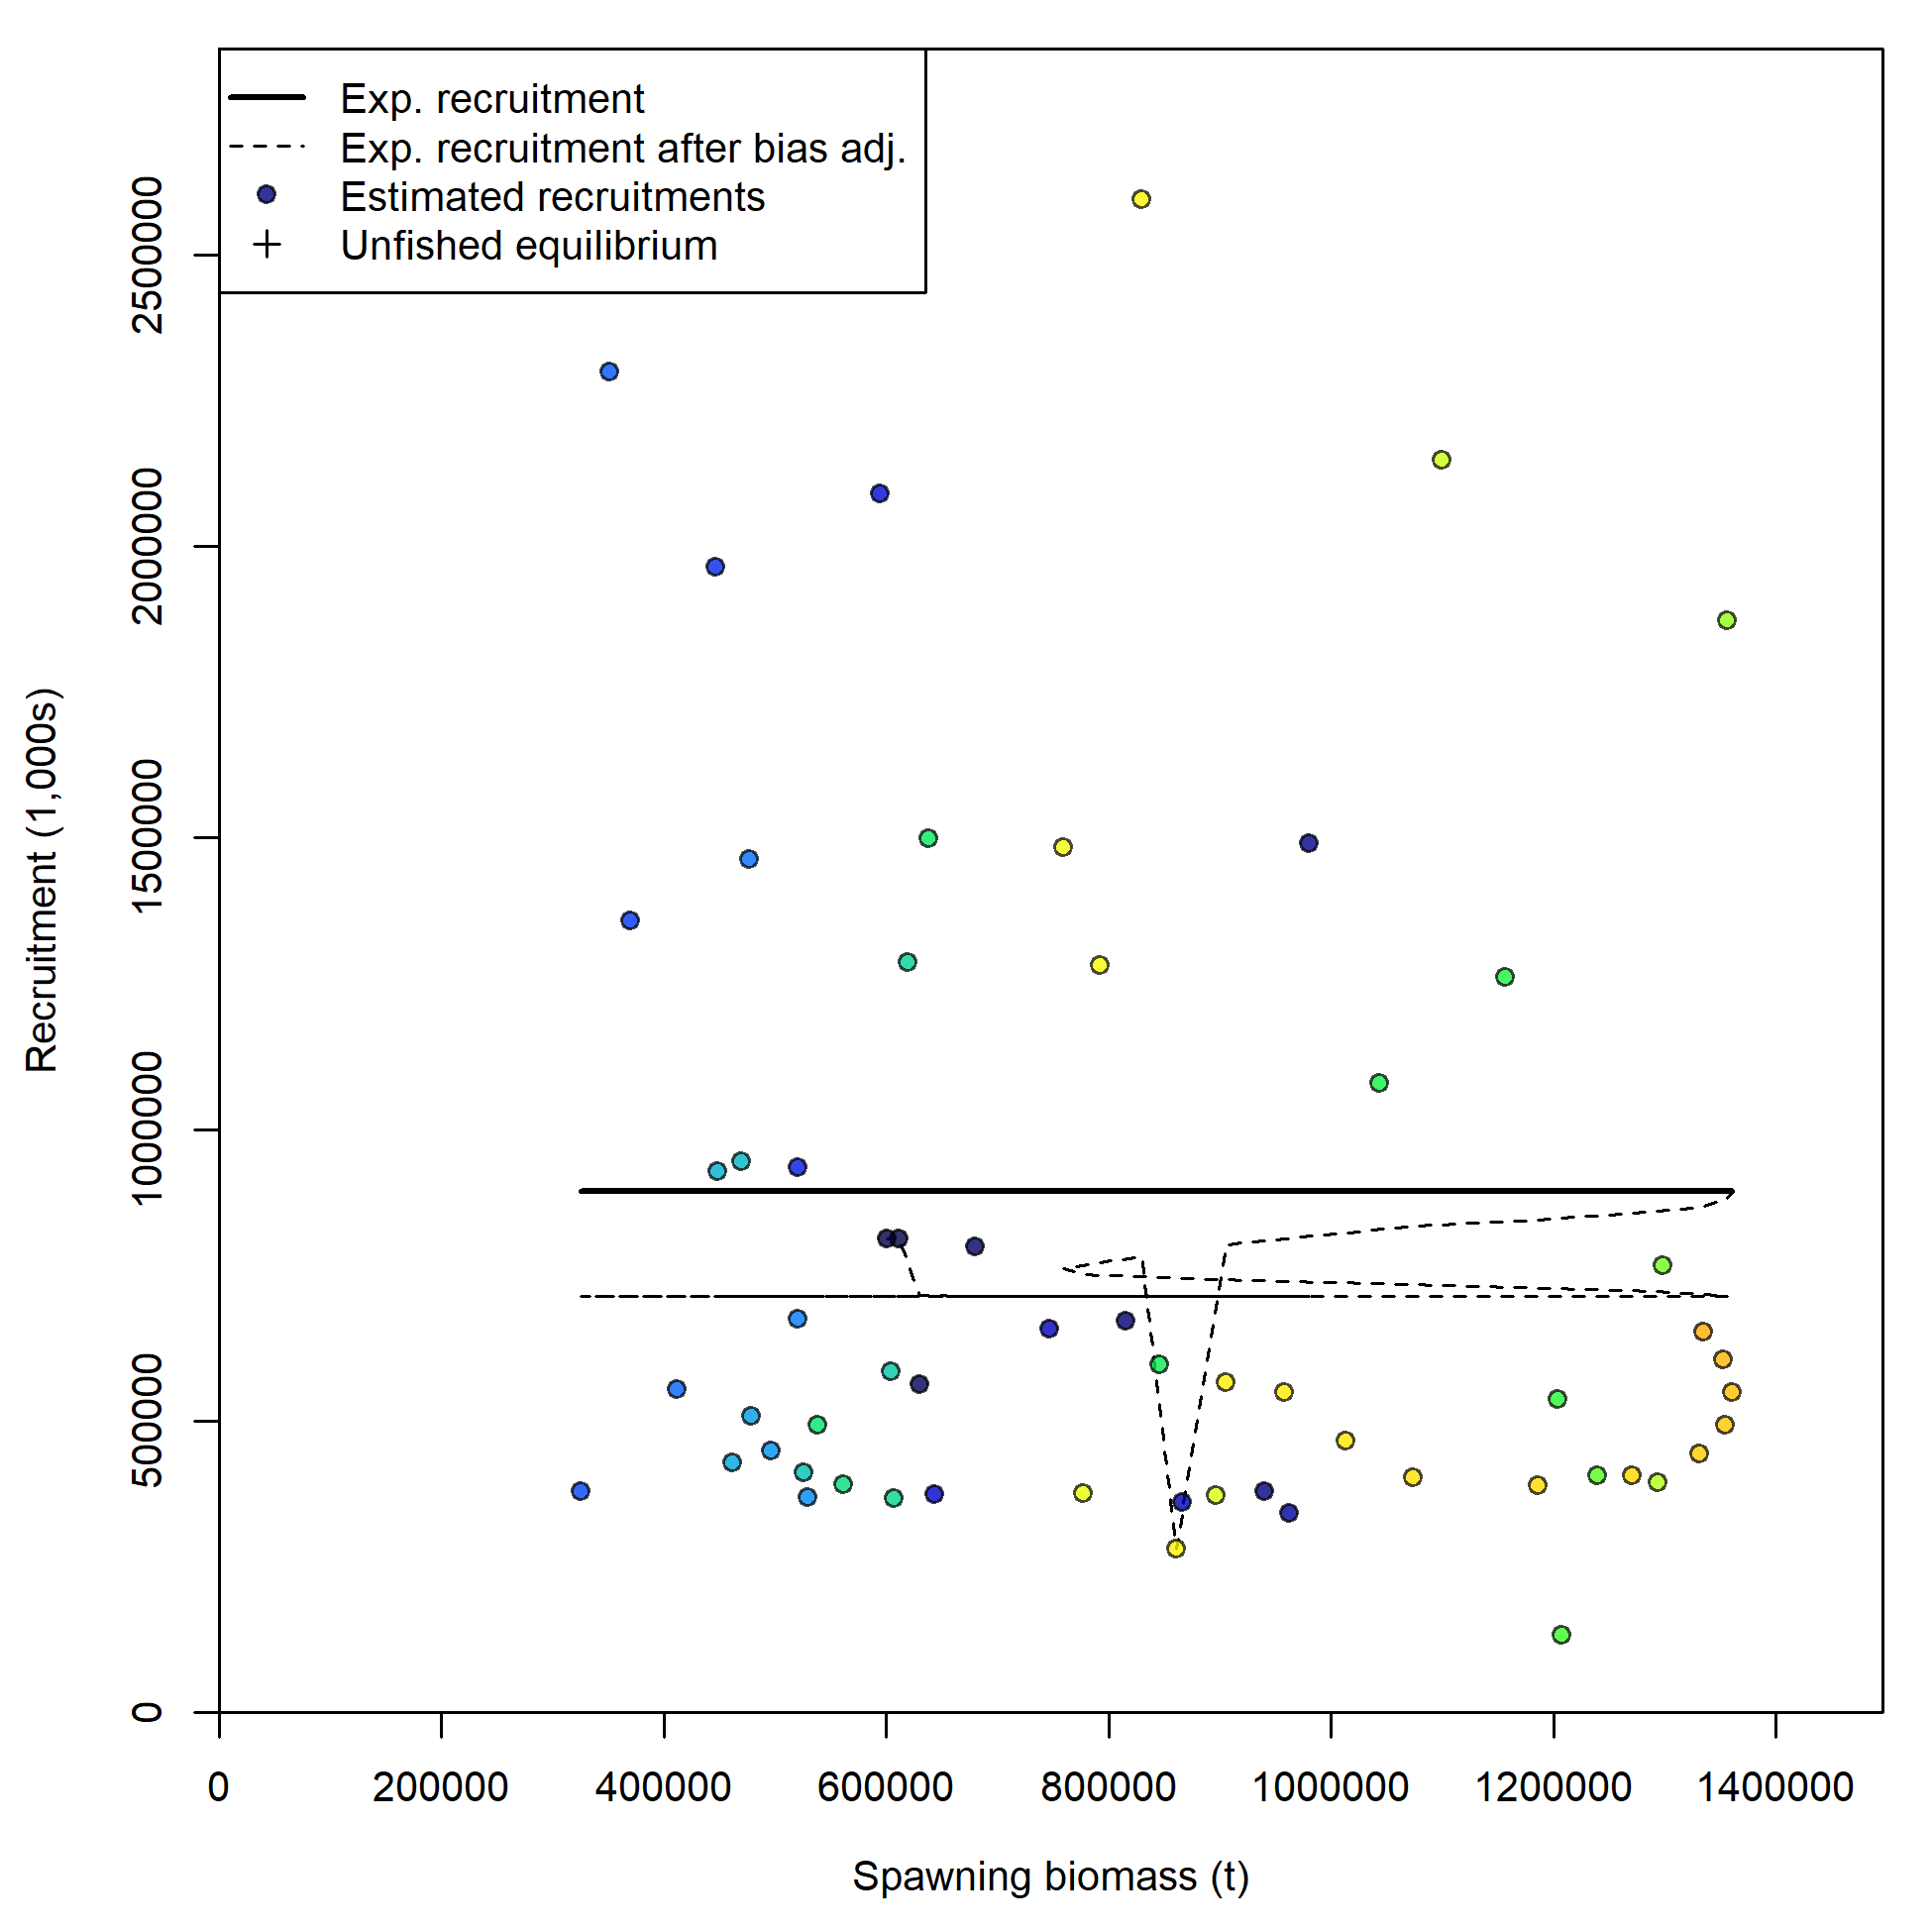 Exp. recruitment
Exp. recruitment after bias adj.
Estimated recruitments
Unfished equilibrium
Recruitment (1,000s)
2500000
2000000
1500000
1000000
500000
0
0
200000
400000
600000
800000
1000000
1200000
1400000
Spawning biomass (t)